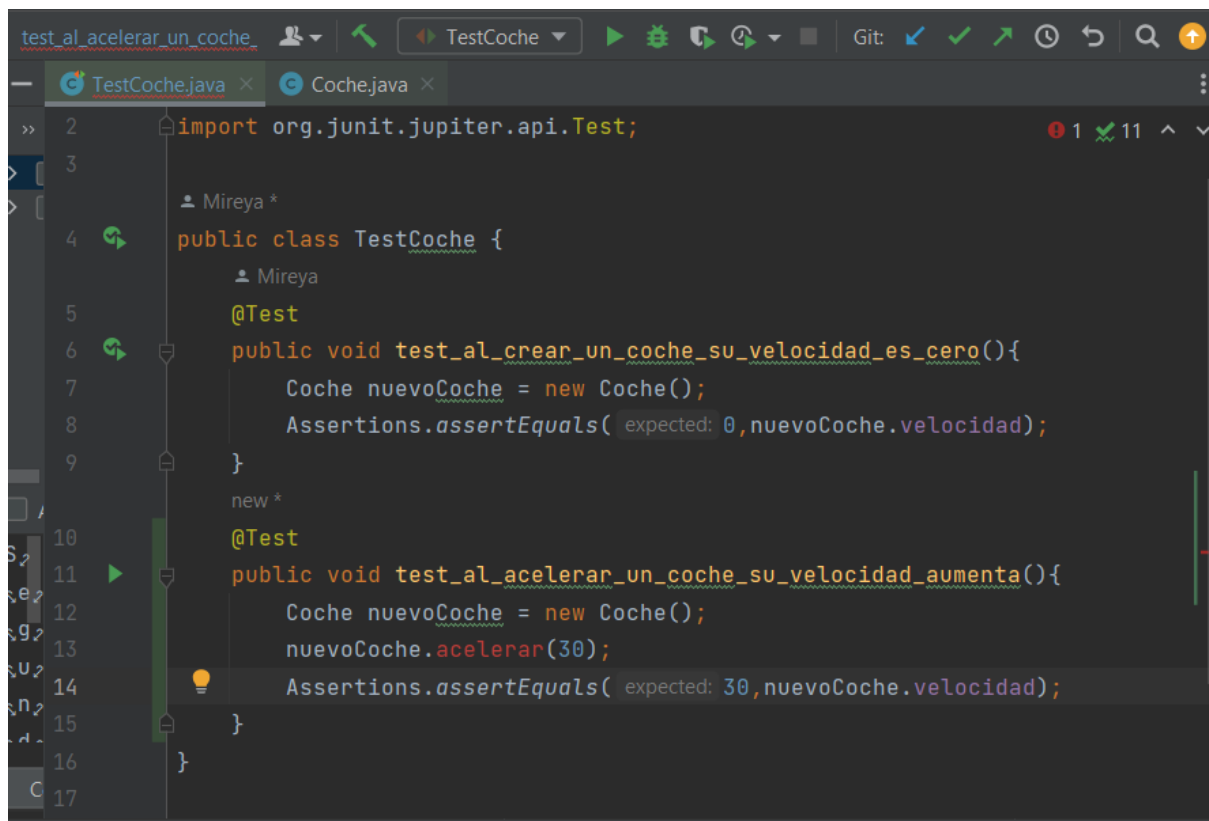 test_al_acelerar_un_coche_ TestCoche Git:
TestCoche.java Coche.java
2 import org.junit.jupiter.api.Test; 1 11
3
Mireya *
4 public class TestCoche {
Mireya
5 @Test
6 public void test_al_crear_un_coche_su_velocidad_es_cero(){
7 Coche nuevoCoche = new Coche();
8 Assertions.assertEquals( expected: 0,nuevoCoche.velocidad);
9 }
new *
10 @Test
11 public void test_al_acelerar_un_coche_su_velocidad_aumenta(){
12 Coche nuevoCoche = new Coche();
13 nuevoCoche.acelerar(30);
14 Assertions.assertEquals( expected: 30,nuevoCoche.velocidad);
15 }
16 }
17